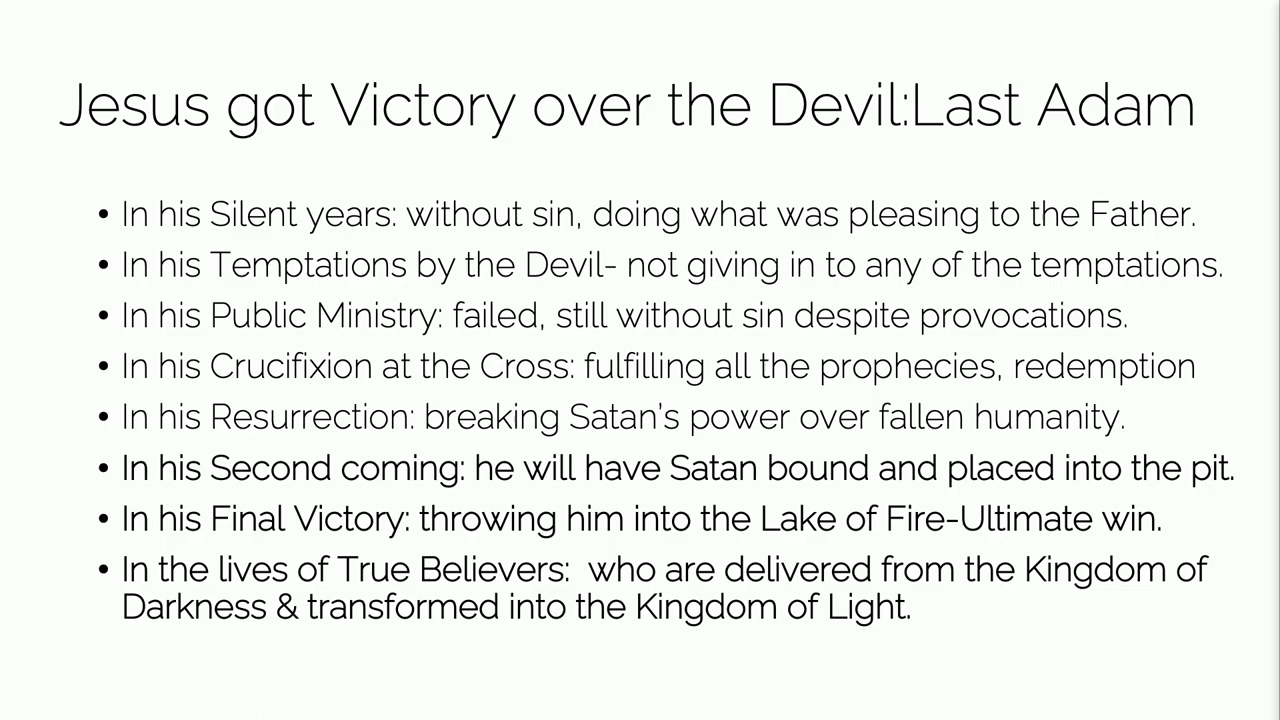 Jesus got Victory over the Devil:Last Adam
• In his Silent years: without sin, doing what was pleasing to the Father.
• In his Temptations by the Devil- not giving in to any of the temptations.
• In his Public Ministry: failed, still without sin despite provocations.
• In his Crucifixion at the Cross: fulfilling all the prophecies, redemption
• In his Resurrection: breaking Satan's power over fallen humanity.
• In his Second coming: he will have Satan bound and placed into the pit.
• In his Final Victory: throwing him into the Lake of Fire-Ultimate win.
• In the lives of True Believers:  who are delivered from the Kingdom of
Darkness & transformed into the Kingdom of Light.